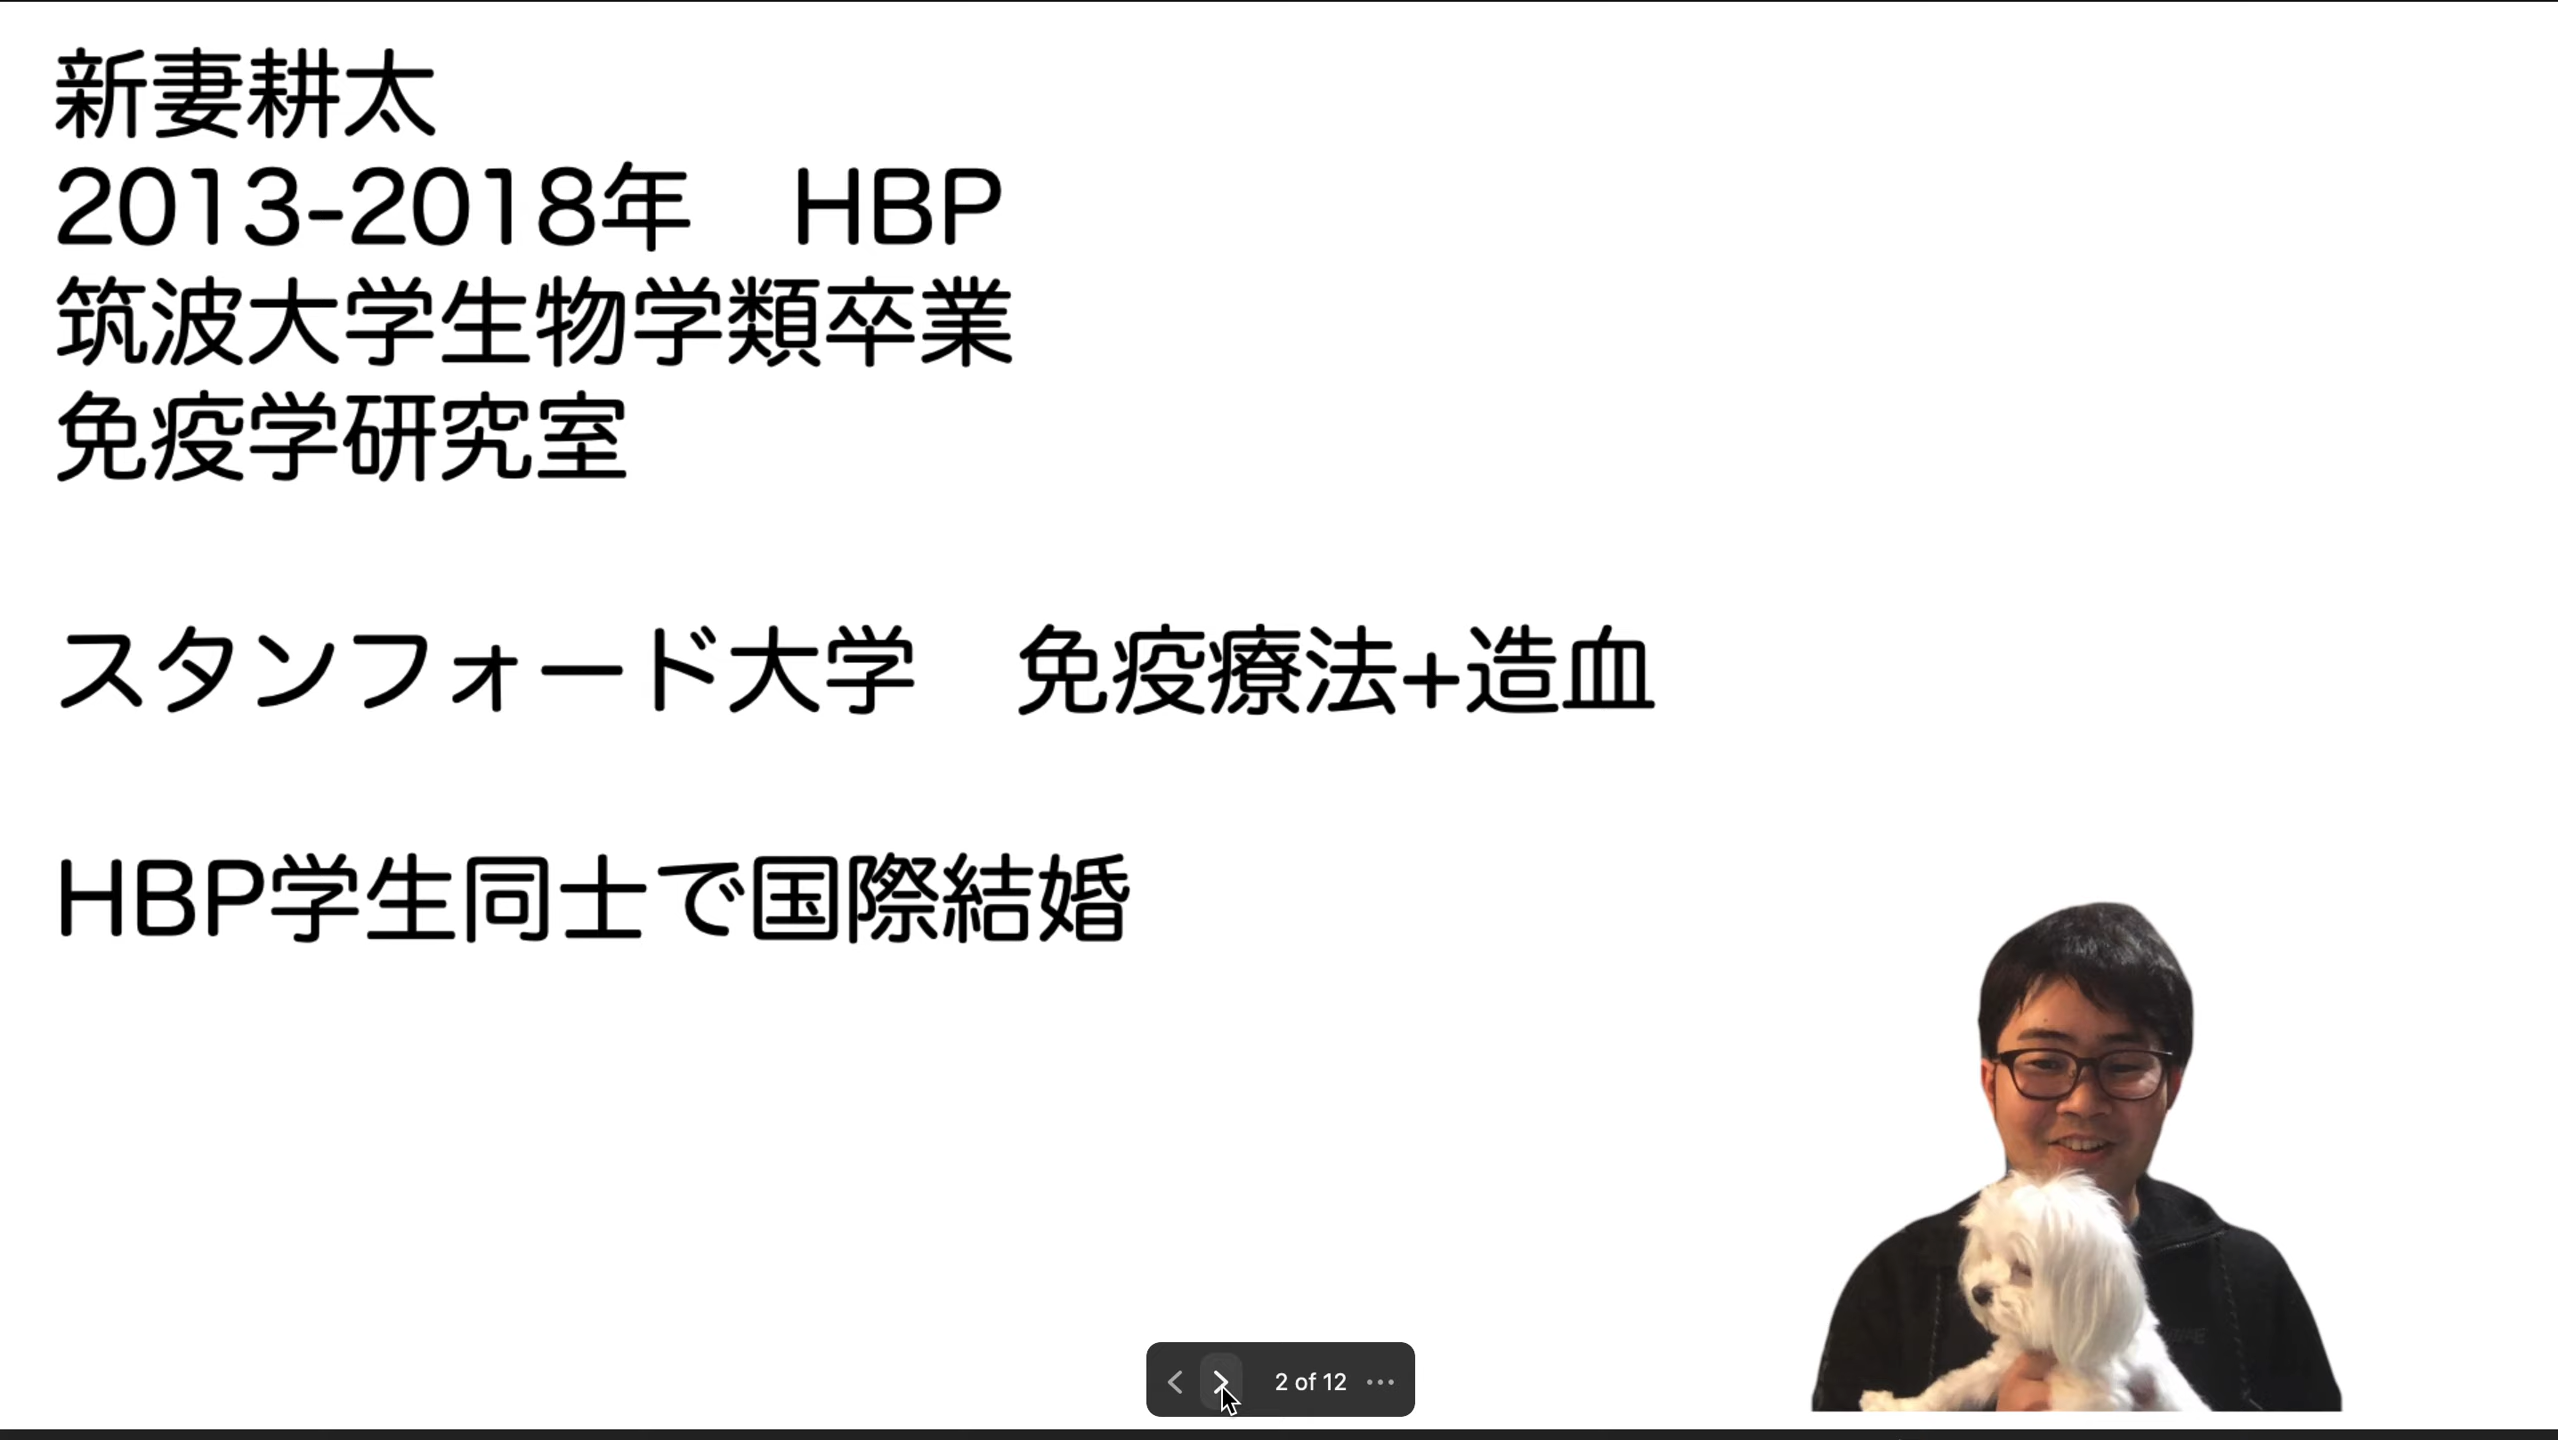 新妻耕太
2013-2018年　HBP
筑波大学生物学類卒業
免疫学研究室
スタンフォード大学　免疫療法+造血
HBP学生同士で国際結婚
2 of 12